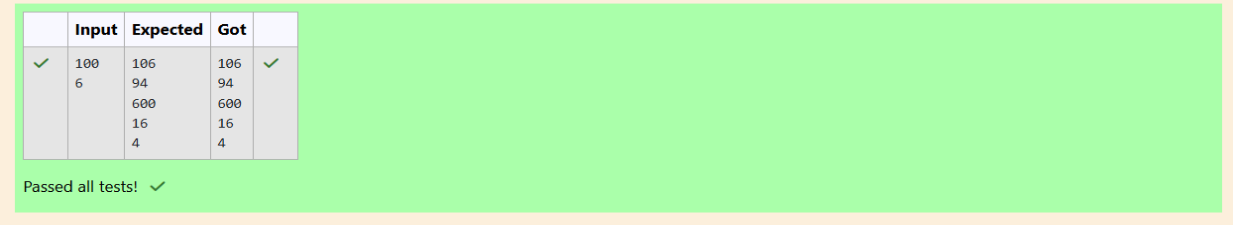 Input Expected Got
100 106 106
6 94 94
600 600
16 16
4 4
Passed all tests!